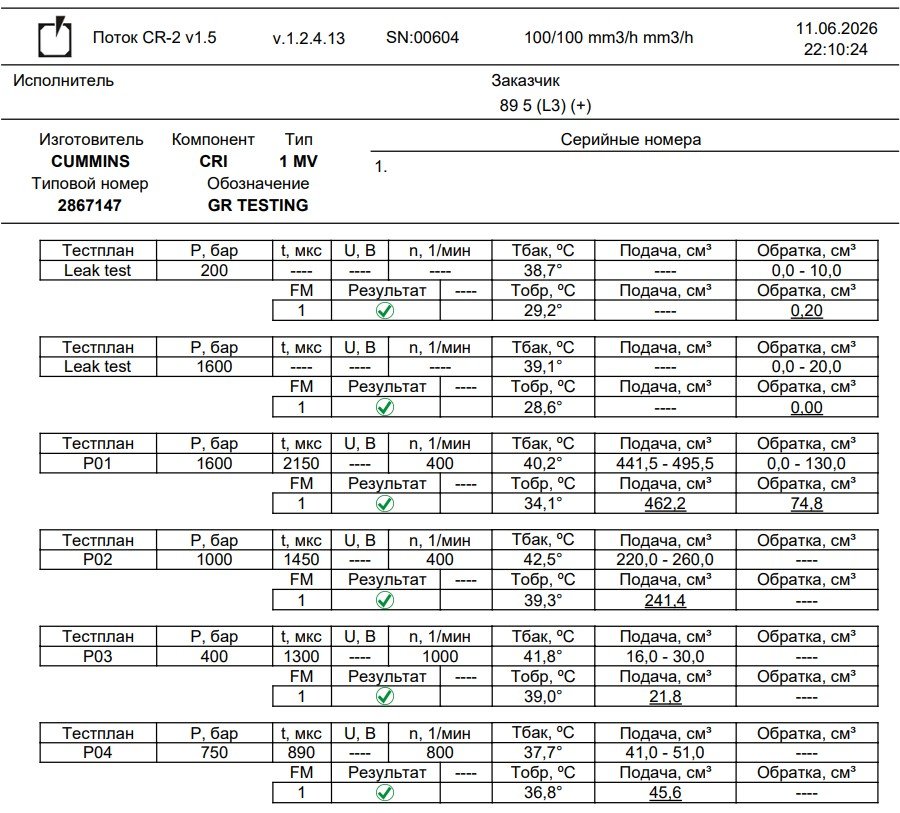 Поток CR-2 v1.5 v.1.2.4.13 SN:00604 100/100 mm3/h mm3/h 11.06.2026
22:10:24
Исполнитель Заказчик
89 5 (L3) (+)
Изготовитель Компонент Тип Серийные номера
CUMMINS CRI 1 MV 1.
Типовой номер Обозначение
2867147 GR TESTING
Тестплан P, бар t, мкс U, В n, 1/мин Тбак, ºC Подача, см³ Обратка, см³
Leak test 200 ---- ---- ---- 38,7° ---- 0,0 - 10,0
FM Результат ---- Тобр, ºC Подача, см³ Обратка, см³
1 29,2° ---- 0,20
Тестплан P, бар t, мкс U, В n, 1/мин Тбак, ºC Подача, см³ Обратка, см³
Leak test 1600 ---- ---- ---- 39,1° ---- 0,0 - 20,0
FM Результат ---- Тобр, ºC Подача, см³ Обратка, см³
1 28,6° ---- 0,00
Тестплан P, бар t, мкс U, В n, 1/мин Тбак, ºC Подача, см³ Обратка, см³
P01 1600 2150 ---- 400 40,2° 441,5 - 495,5 0,0 - 130,0
FM Результат ---- Тобр, ºC Подача, см³ Обратка, см³
1 34,1° 462,2 74,8
Тестплан P, бар t, мкс U, В n, 1/мин Тбак, ºC Подача, см³ Обратка, см³
P02 1000 1450 ---- 400 42,5° 220,0 - 260,0 ----
FM Результат ---- Тобр, ºC Подача, см³ Обратка, см³
1 39,3° 241,4 ----
Тестплан P, бар t, мкс U, В n, 1/мин Тбак, ºC Подача, см³ Обратка, см³
P03 400 1300 ---- 1000 41,8° 16,0 - 30,0 ----
FM Результат ---- Тобр, ºC Подача, см³ Обратка, см³
1 39,0° 21,8 ----
Тестплан P, бар t, мкс U, В n, 1/мин Тбак, ºC Подача, см³ Обратка, см³
P04 750 890 ---- 800 37,7° 41,0 - 51,0 ----
FM Результат ---- Тобр, ºC Подача, см³ Обратка, см³
1 36,8° 45,6 ----